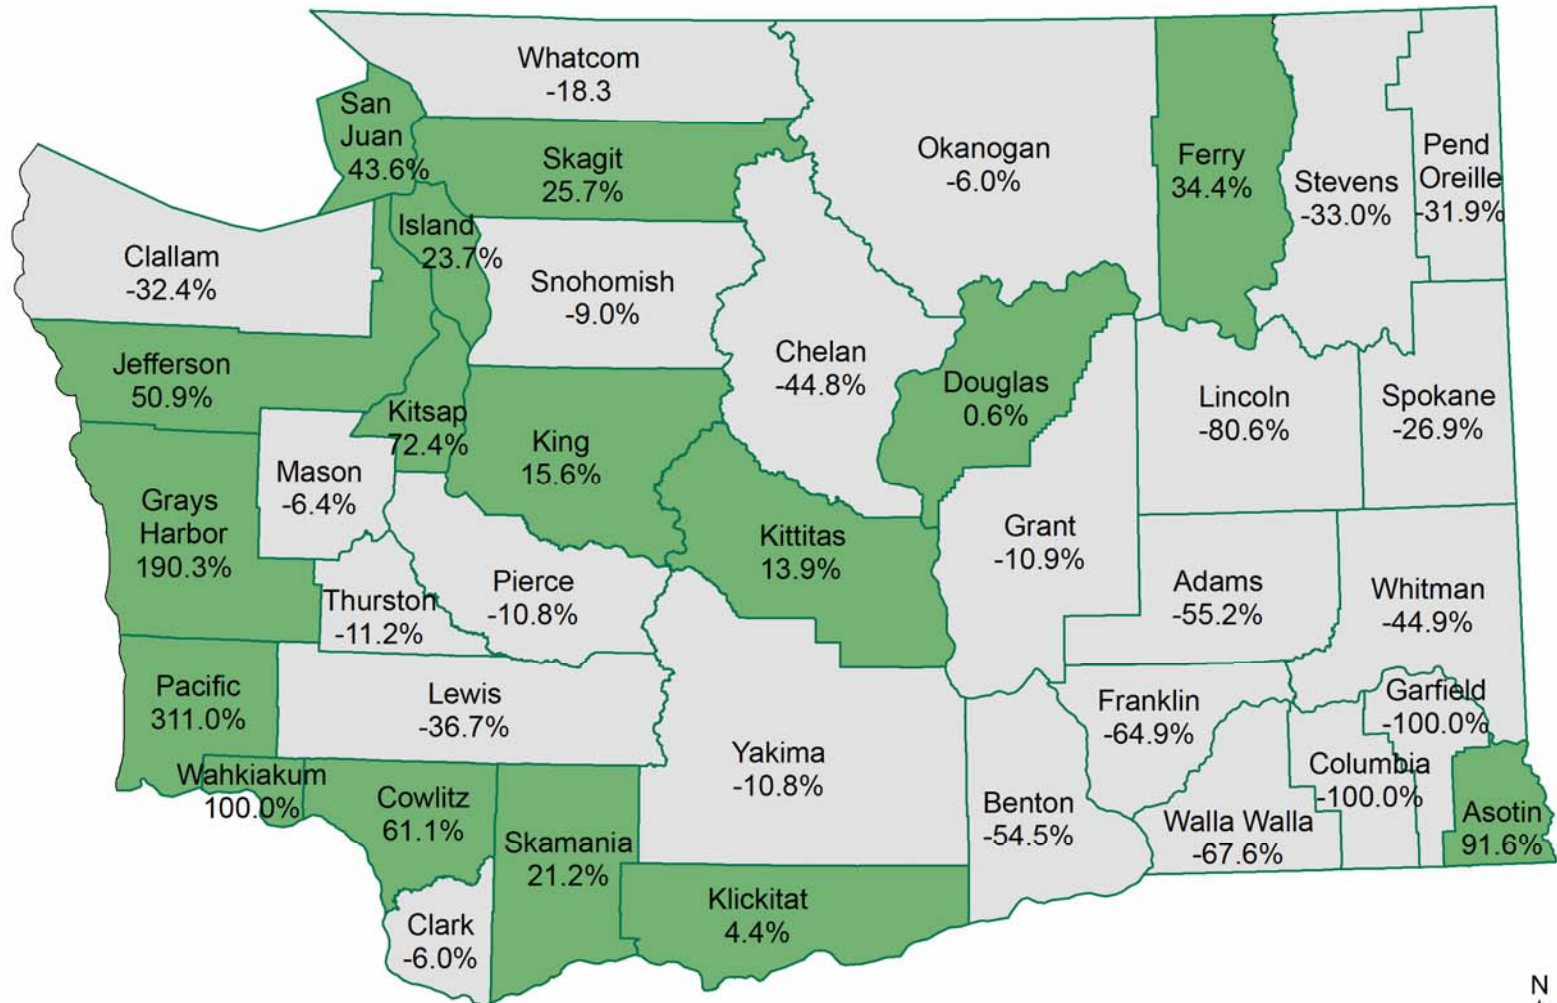 Whatcom
-18.3
San
Juan
43.6%
Skagit
25.7%
Okanogan
-6.0%
Ferry
34.4%
Stevens
-33.0%
Pend
Oreille
-31.9%
Clallam
-32.4%
Island
23.7%
Snohomish
-9.0%
Chelan
-44.8%
Douglas
0.6%
Lincoln
-80.6%
Spokane
-26.9%
Jefferson
50.9%
Kitsap
72.4%
King
15.6%
Mason
-6.4%
Grays
Harbor
190.3%
Kittitas
13.9%
Grant
-10.9%
Adams
-55.2%
Whitman
-44.9%
Thurston
-11.2%
Pierce
-10.8%
Pacific
311.0%
Lewis
-36.7%
Yakima
-10.8%
Franklin
-64.9%
Garfield
-100.0%
Columbia
-100.0%
Wahkiakum
100.0%
Cowlitz
61.1%
Skamania
21.2%
Benton
-54.5%
Walla Walla
-67.6%
Asotin
91.6%
Clark
-6.0%
Klickitat
4.4%
N